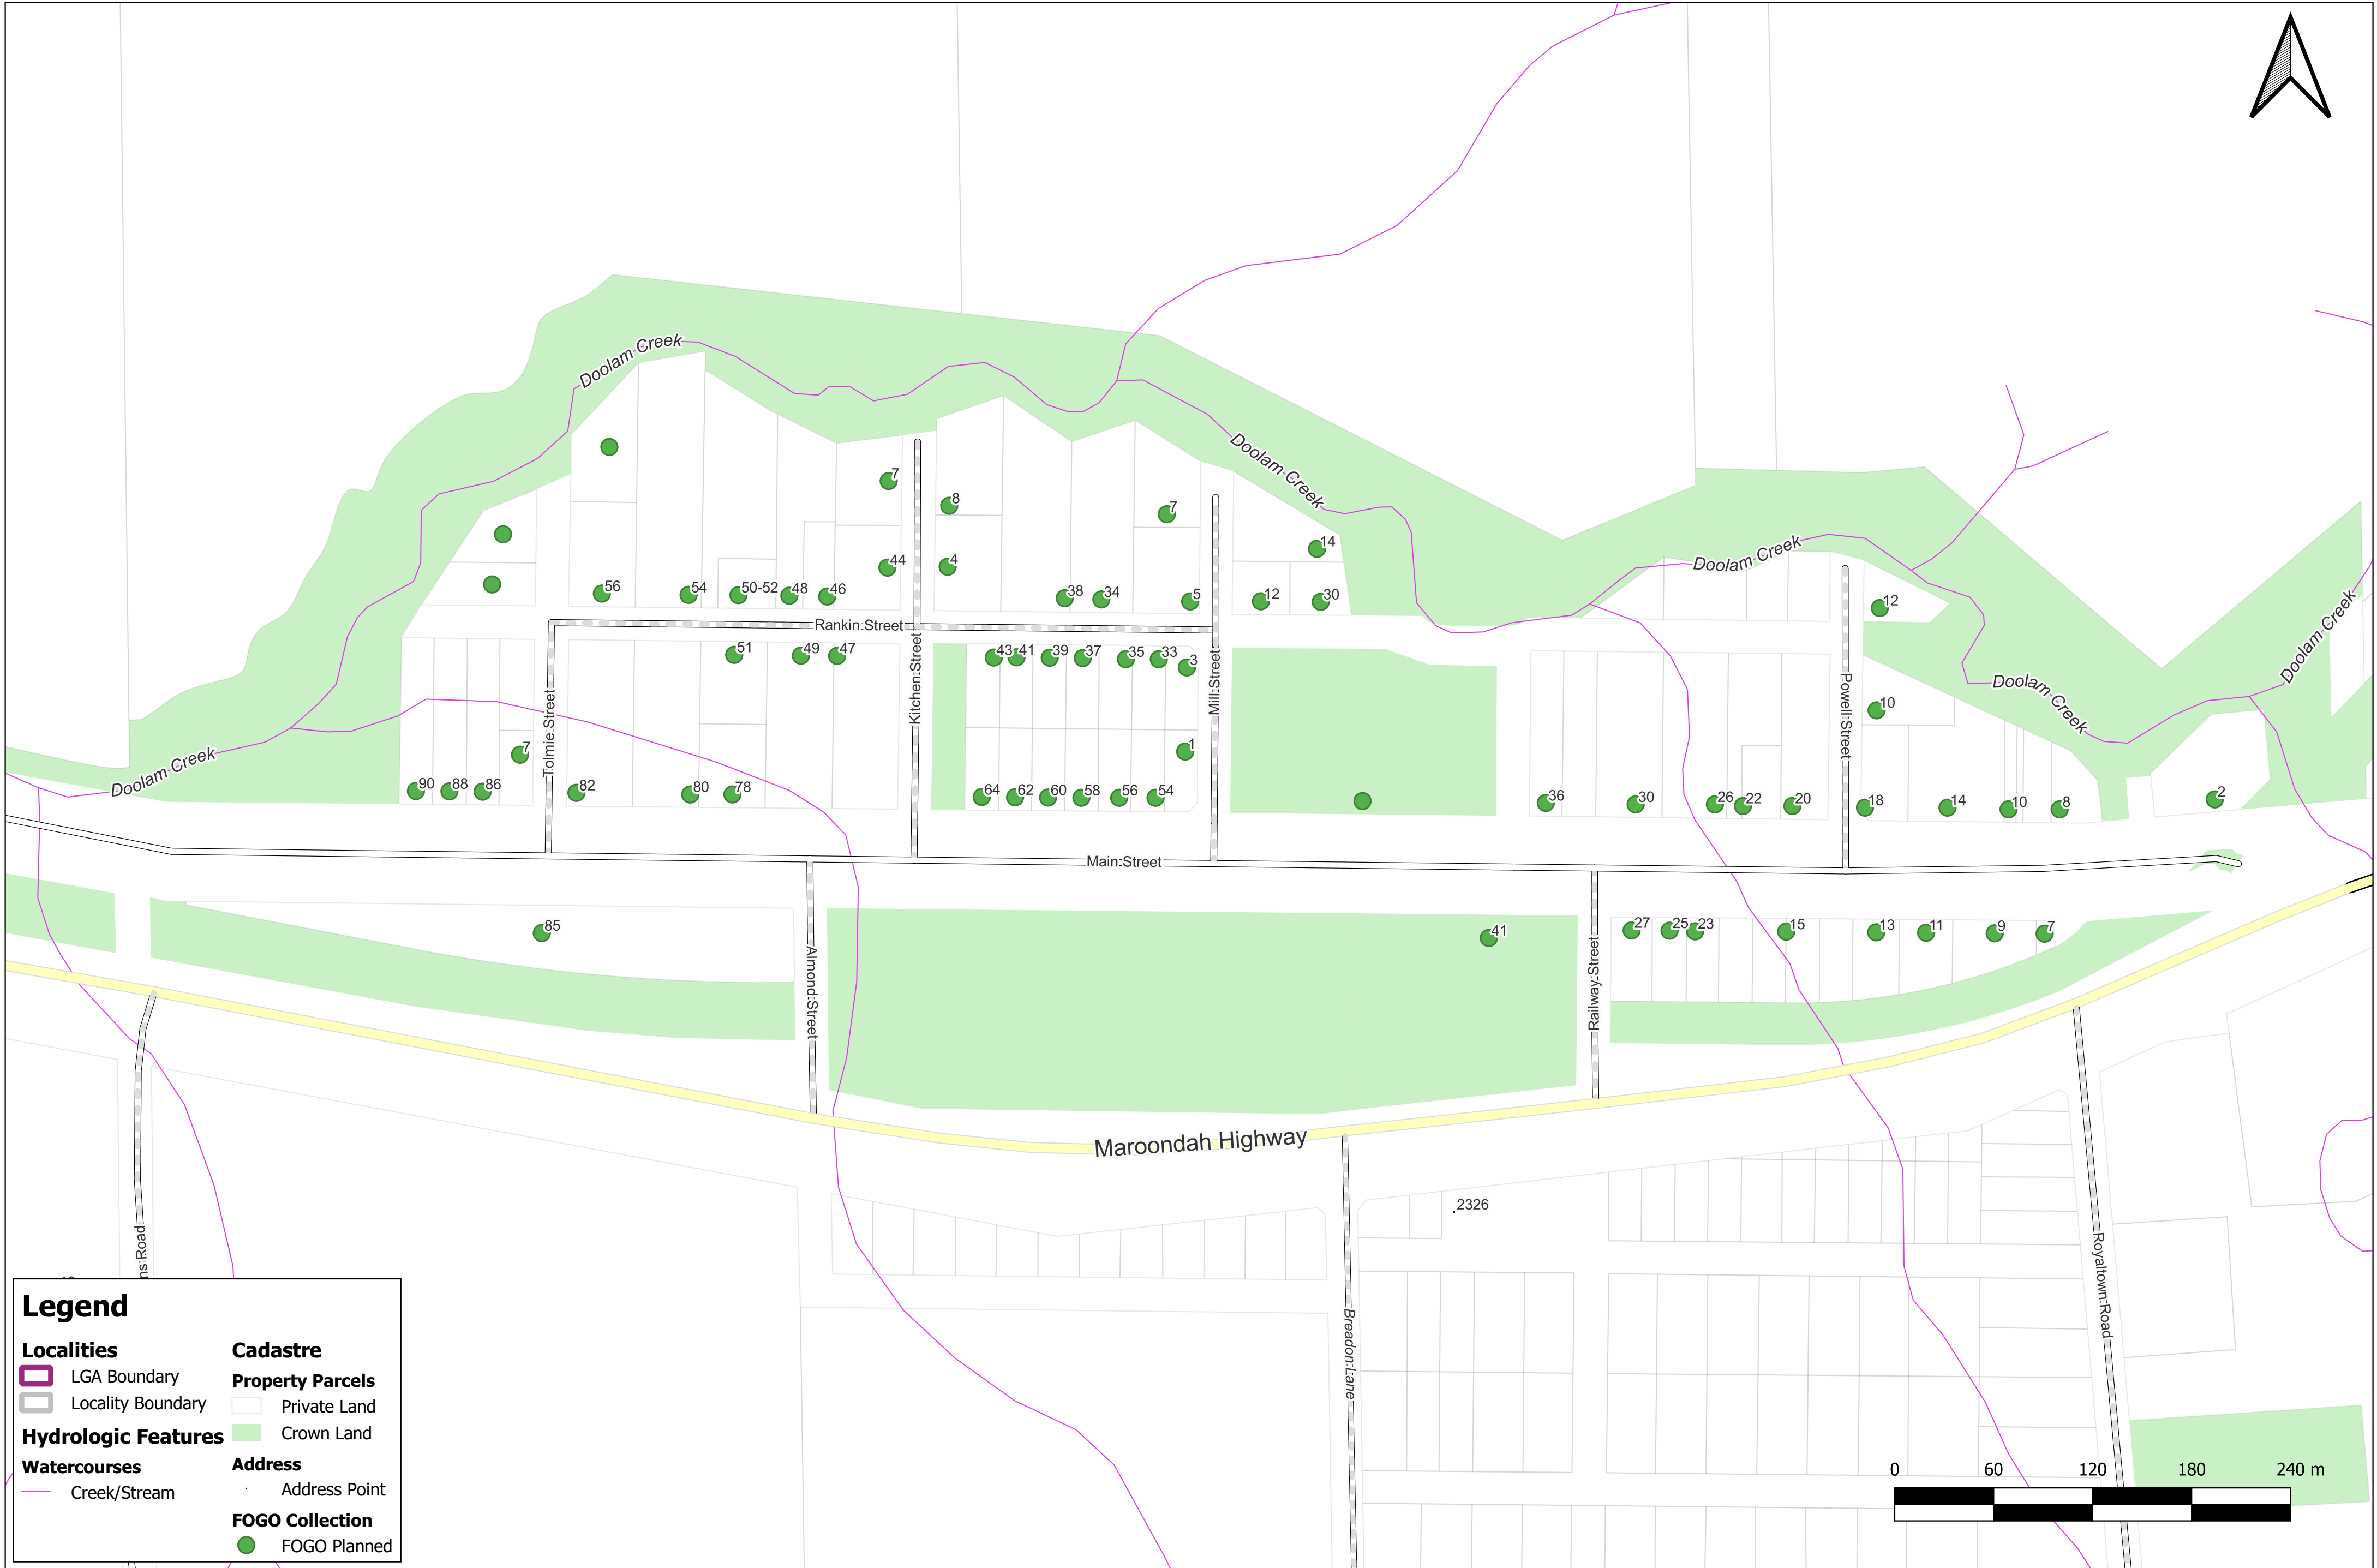 Doolam Creek
Doolam Creek
Doolam Creek
Doolam Creek
Doolam Creek
Doolam Creek
7
8
7
14
44
4
12
56
54
50-52
48
46
38
34
5
12
30
Rankin Street
51
49
47
43
41
39
37
35
33
3
Tolmie Street
Kitchen Street
Mill Street
Powell Street
10
7
1
90
88
86
82
80
78
64
62
60
58
56
54
36
30
26
22
20
18
14
10
8
2
Main Street
85
41
27
25
23
15
13
11
9
7
Almond Street
Railway Street
Maroondah Highway
2326
ns Road
Breadon Lane
Royaltown Road
Legend
Localities
LGA Boundary
Locality Boundary
Hydrologic Features
Watercourses
Creek/Stream
Cadastre
Property Parcels
Private Land
Crown Land
Address
Address Point
FOGO Collection
FOGO Planned
0 60 120 180 240 m